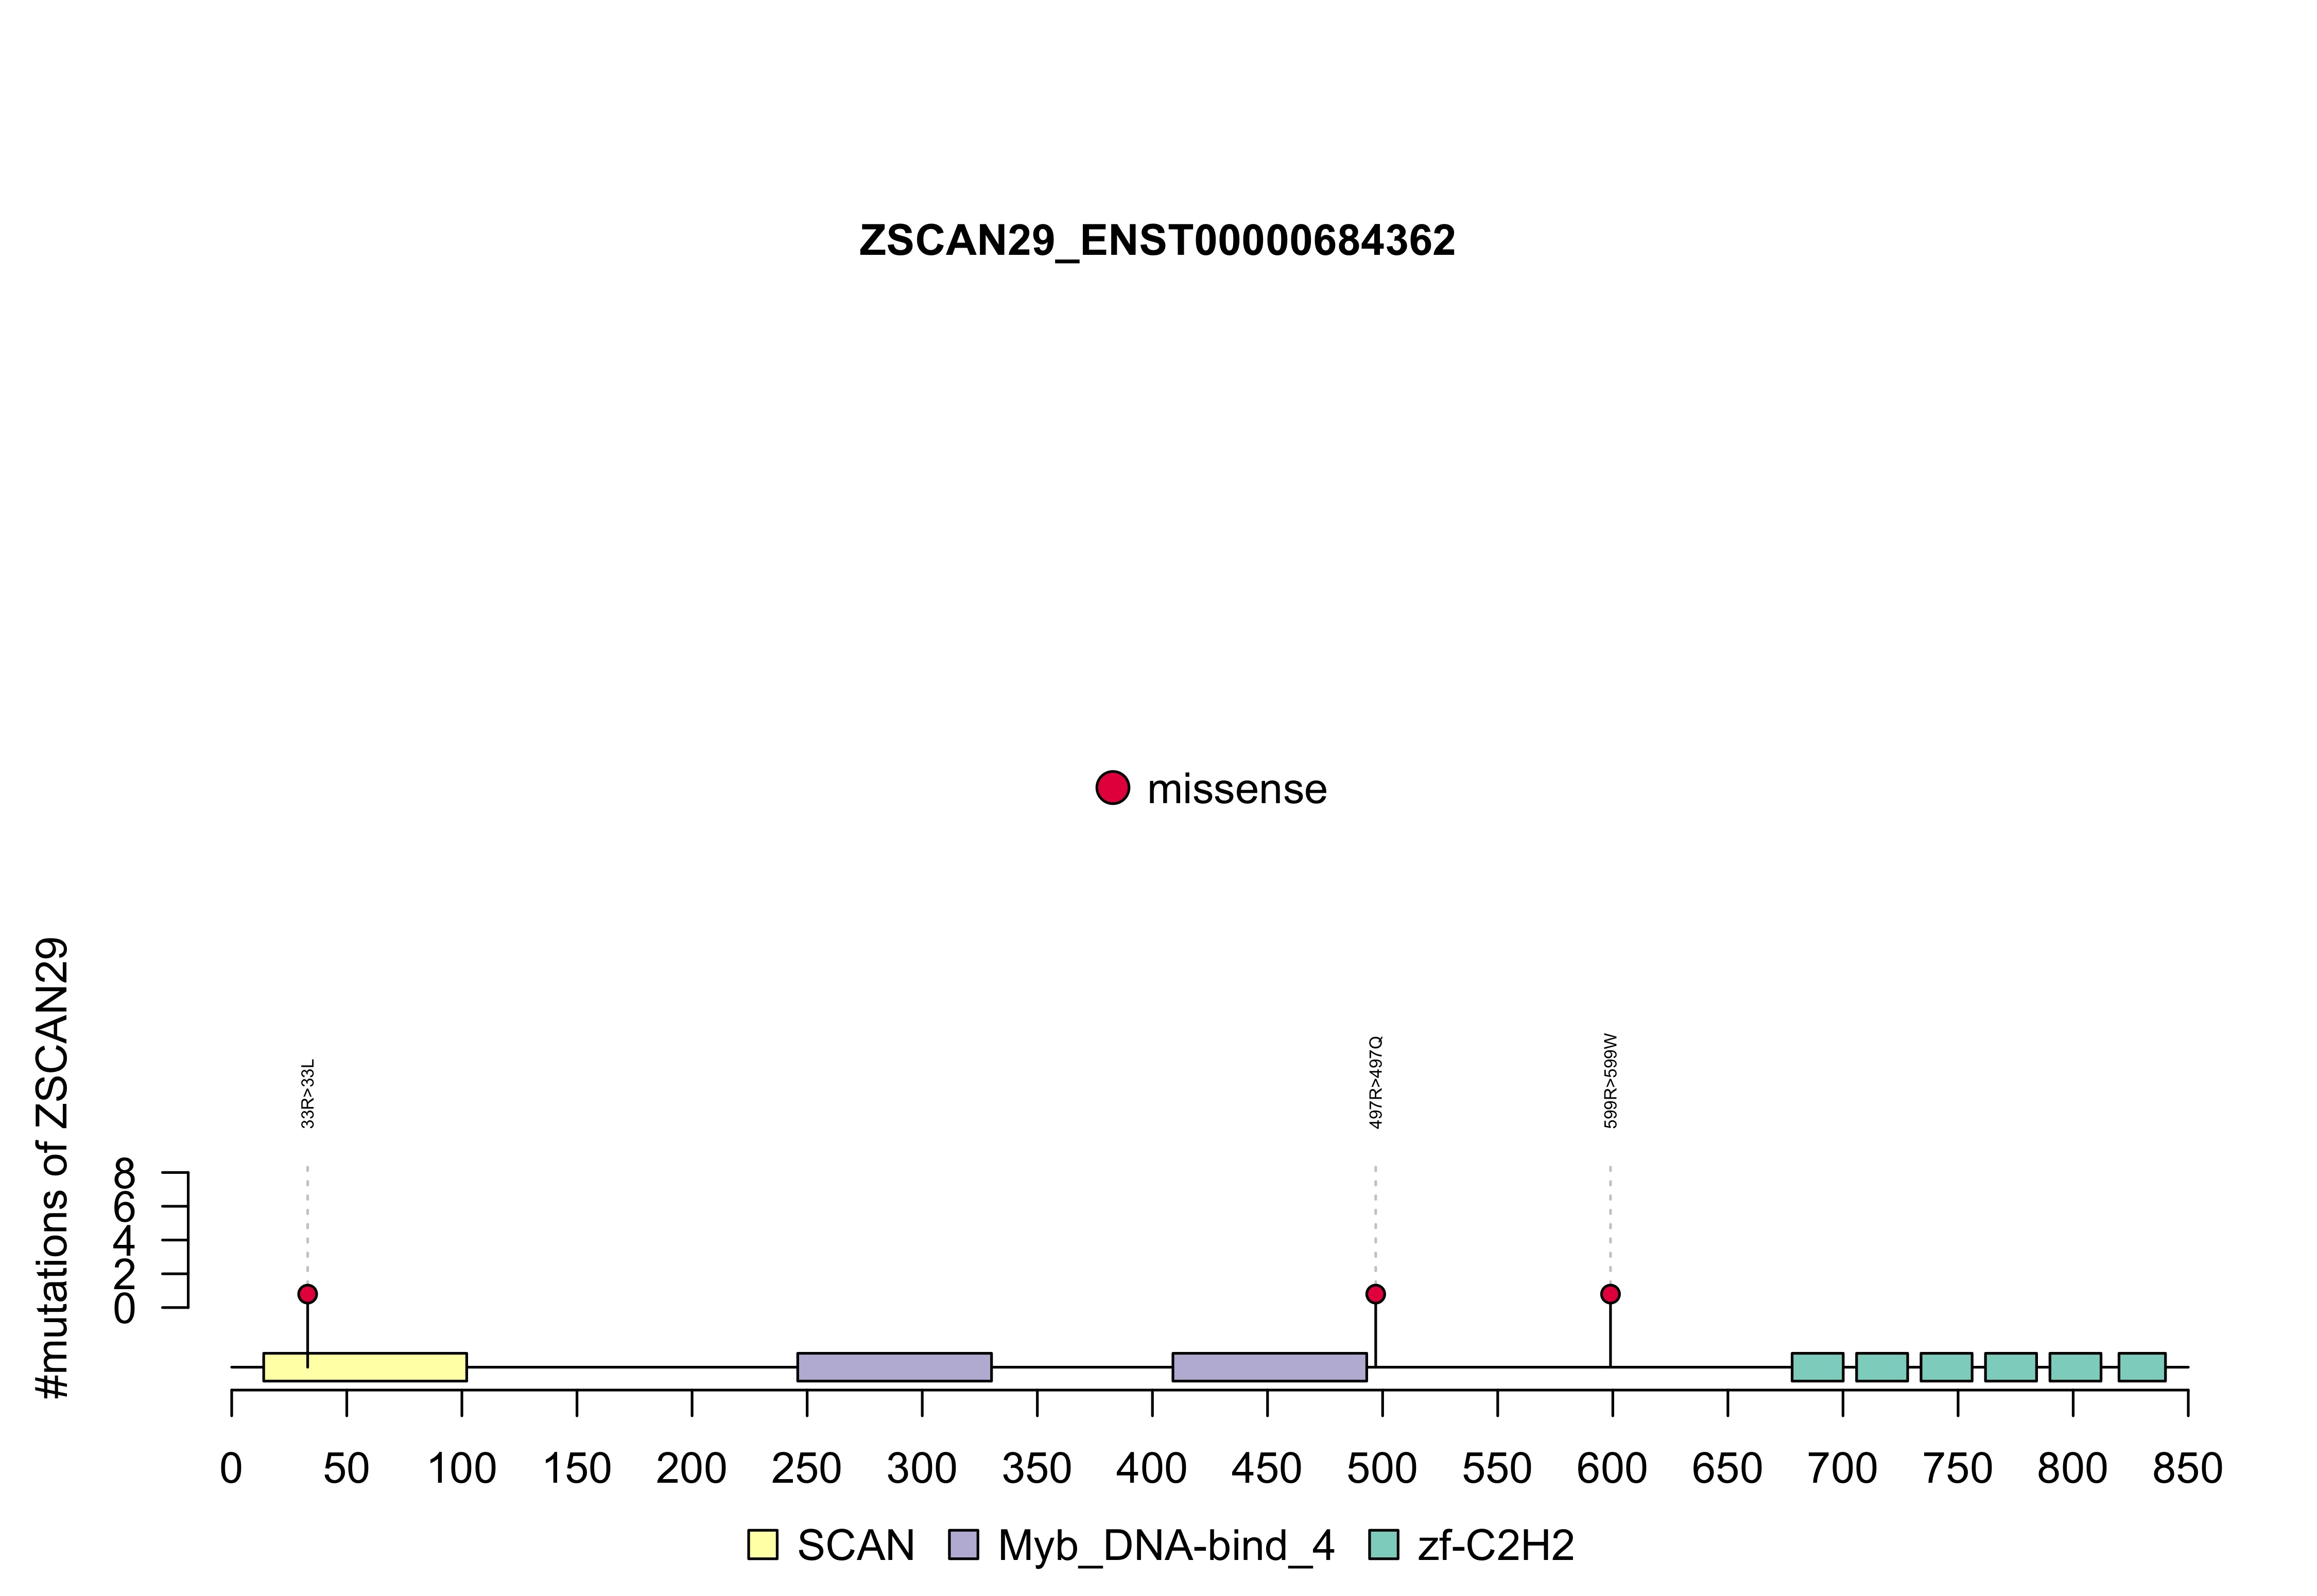 ZSCAN29_ENST00000684362
missense
#mutations of ZSCAN29
33R>33L
497R>497Q
599R>599W
8
6
4
2
0
0 50 100 150 200 250 300 350 400 450 500 550 600 650 700 750 800 850
SCAN Myb_DNA-bind_4 zf-C2H2